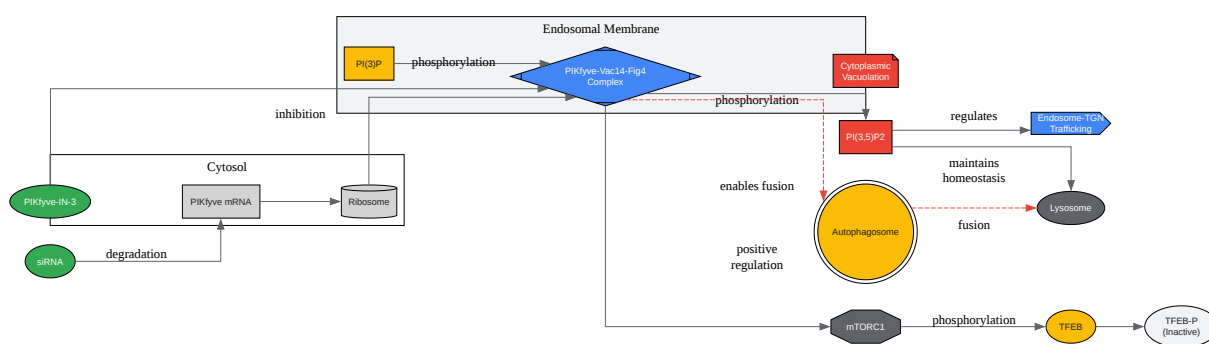 Endosomal Membrane
PI(3)P
phosphorylation
PIKfyve-Vac14-Fig4
Complex
Cytoplasmic
Vacuolation
phosphorylation
inhibition
regulates
Endosome-TGN
Trafficking
PI(3,5)P2
Cytosol
maintains
homeostasis
PIKfyve-IN-3
PIKfyve mRNA
Ribosome
enables fusion
Lysosome
fusion
Autophagosome
siRNA
degradation
positive
regulation
mTORC1
phosphorylation
TFEB
TFEB-P
(Inactive)